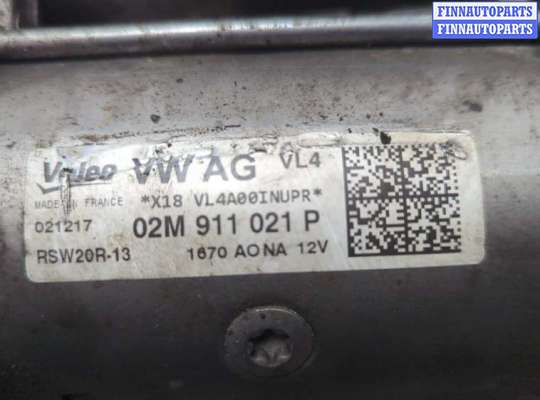 FINNAUTOPARTS
FINNAUTOPARTS
Valeo VW AG VL4
MADE IN FRANCE *X18 VL4A00INUPR*
021217 02M 911 021 P
RSW20R-13 1670 AONA 12V